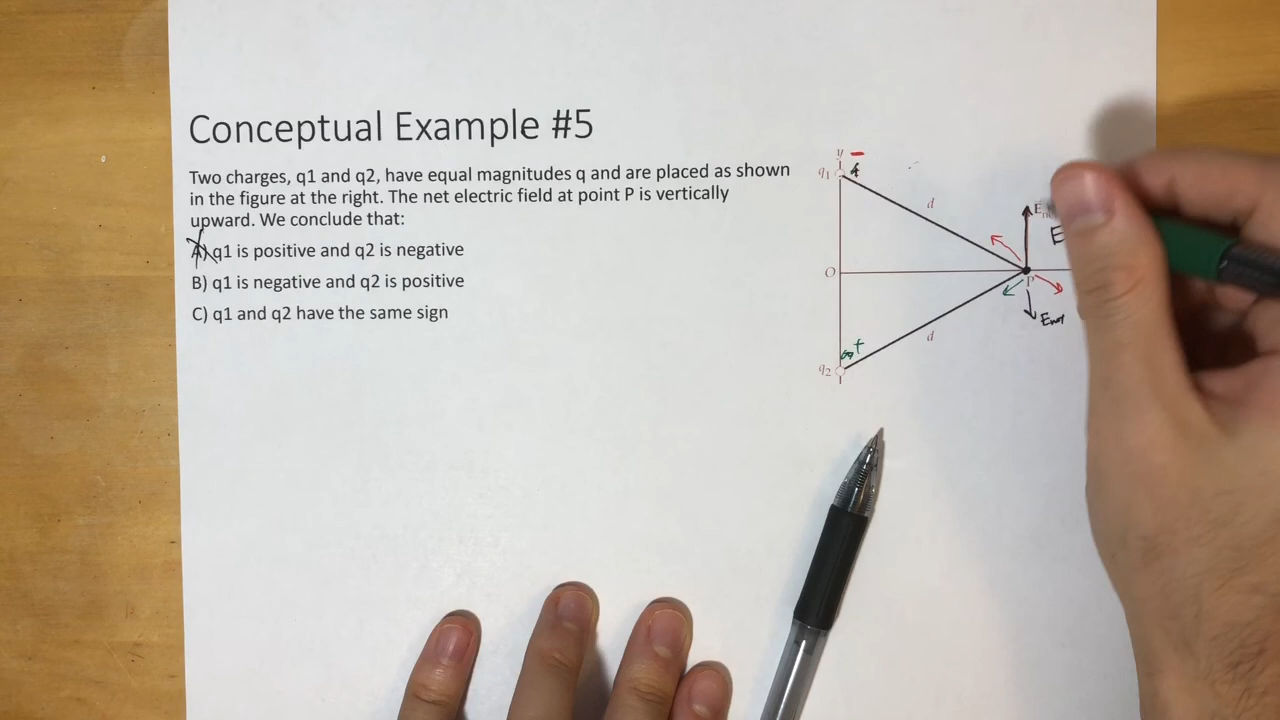 Conceptual Example #5
Two charges, q1 and q2, have equal magnitudes q and are placed as shown
in the figure at the right. The net electric field at point P is vertically
upward. We conclude that:
A) q1 is positive and q2 is negative
B) q1 is negative and q2 is positive
C) q1 and q2 have the same sign
y −
q1
d
E
O
P
Enet
d
+
q2